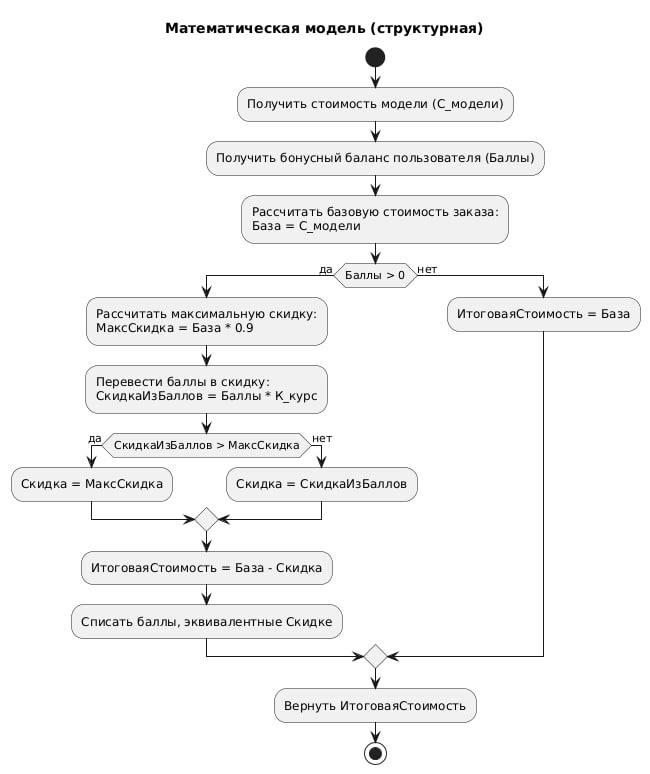 Математическая модель (структурная)
Получить стоимость модели (С_модели)
Получить бонусный баланс пользователя (Баллы)
Рассчитать базовую стоимость заказа:
База = С_модели
да
Баллы > 0
нет
Рассчитать максимальную скидку:
МаксСкидка = База * 0.9
ИтоговаяСтоимость = База
Перевести баллы в скидку:
СкидкаИзБаллов = Баллы * К_курс
да
СкидкаИзБаллов > МаксСкидка
нет
Скидка = МаксСкидка
Скидка = СкидкаИзБаллов
ИтоговаяСтоимость = База - Скидка
Списать баллы, эквивалентные Скидке
Вернуть ИтоговаяСтоимость